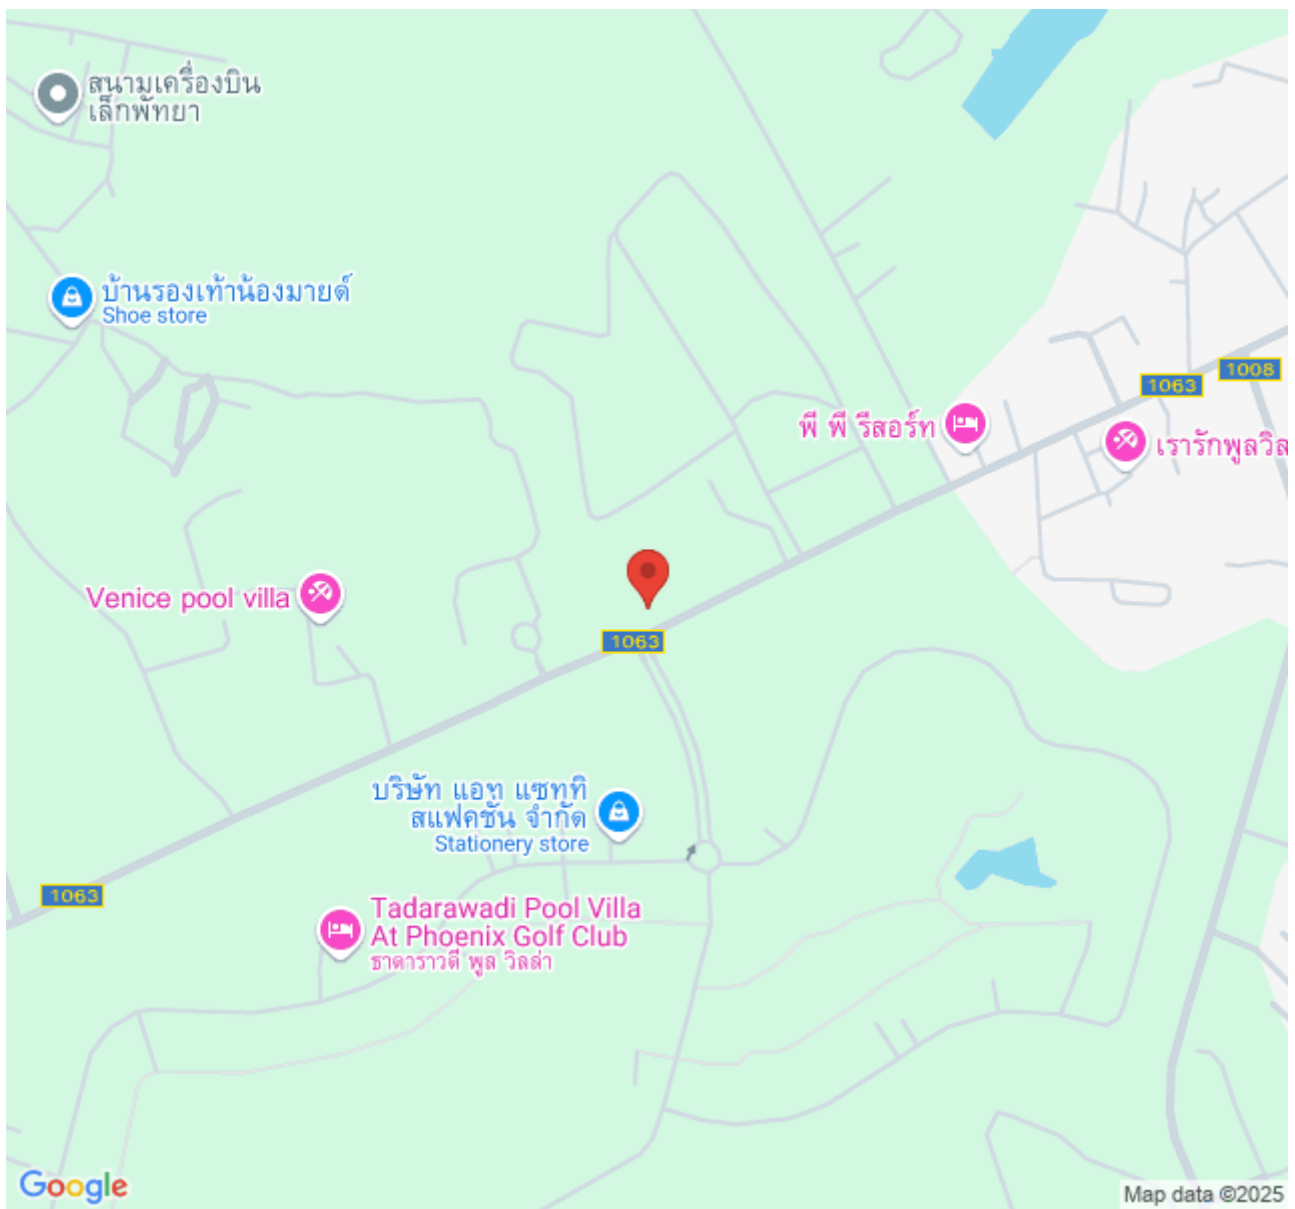 สนามเครื่องบิน
เล็กพัทยา
บ้านรองเท้าน้องมายด์
Shoe store
1008
1063
พี พี รีสอร์ท
เรารักพูลวิล
Venice pool villa
1063
บริษัท แอท แซททิ
สแฟคชั่น จำกัด
Stationery store
1063
Tadarawadi Pool Villa
At Phoenix Golf Club
ธาดาราวดี พูล วิลล่า
Google
Map data ©2025